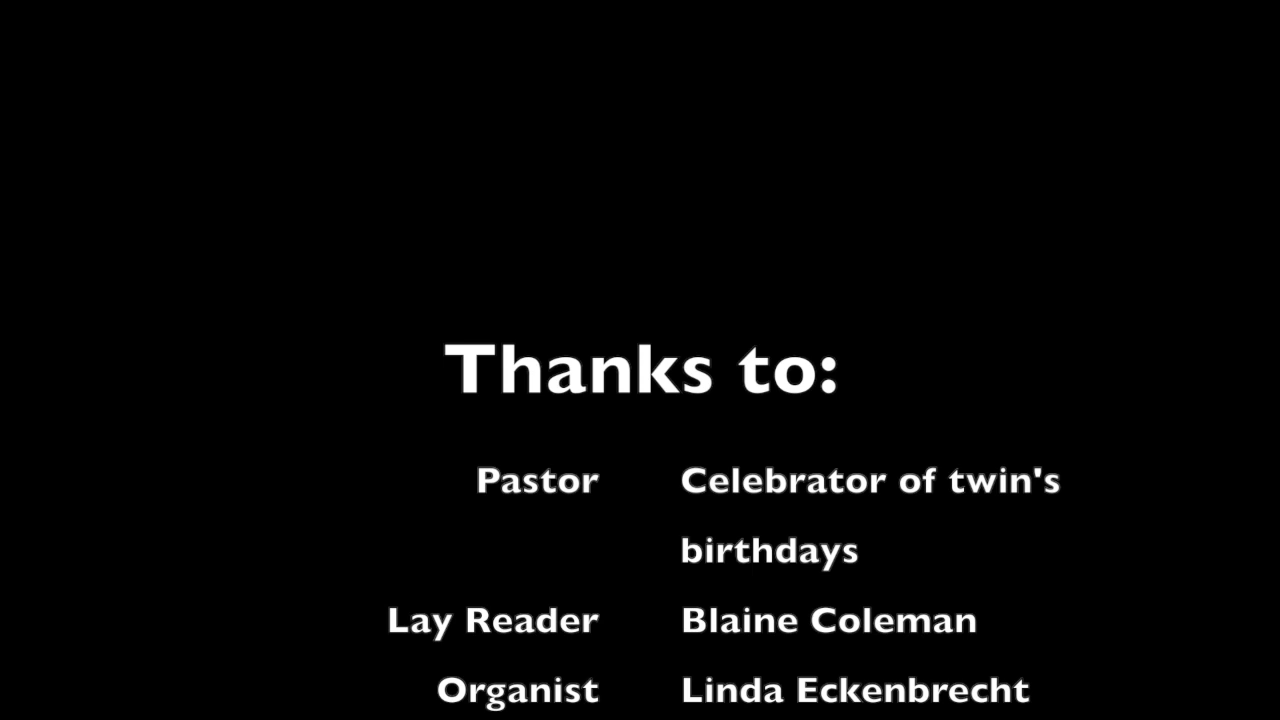 Thanks to:
Pastor Celebrator of twin's
birthdays
Lay Reader Blaine Coleman
Organist Linda Eckenbrecht